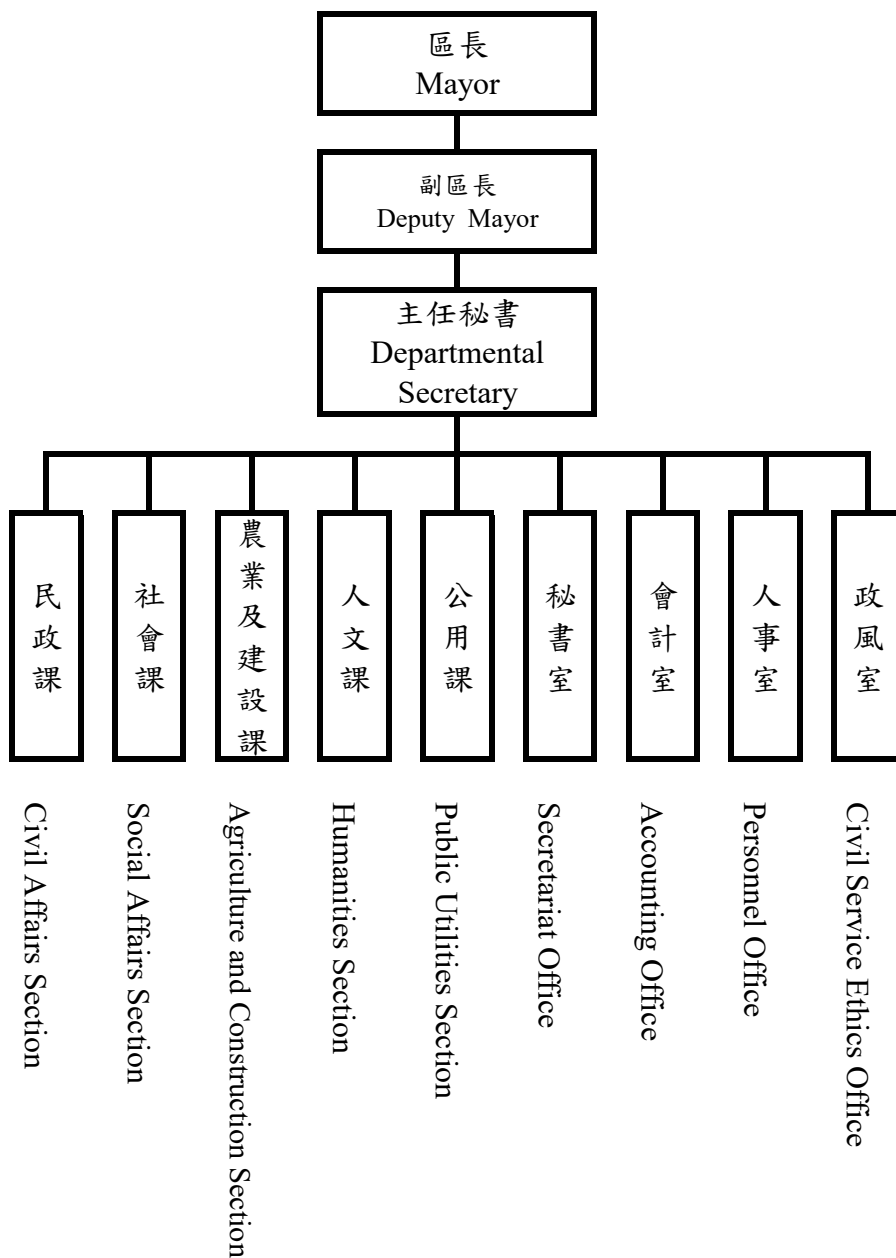 區長
Mayor
副區長
Deputy Mayor
主任秘書
Departmental
Secretary
民政課
社會課
農業及建設課
人文課
公用課
秘書室
會計室
人事室
政風室
Civil Affairs Section
Social Affairs Section
Agriculture and Construction Section
Humanities Section
Public Utilities Section
Secretariat Office
Accounting Office
Personnel Office
Civil Service Ethics Office